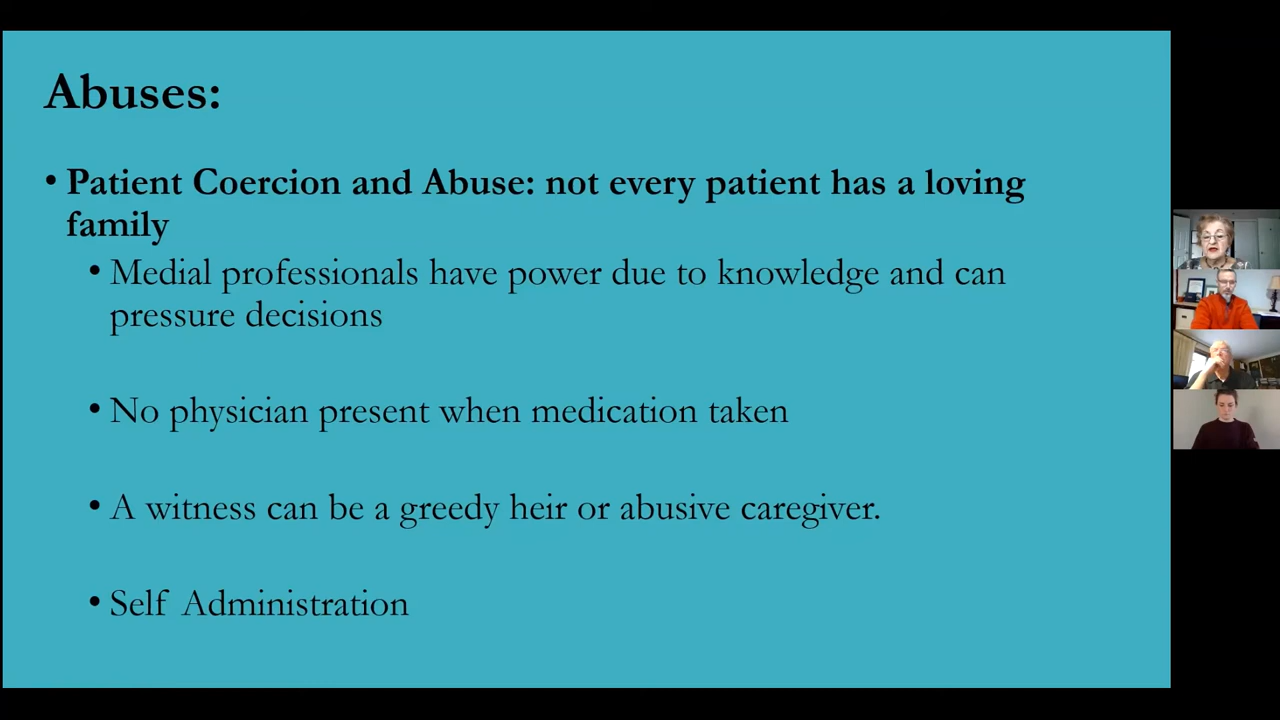 Abuses:
• Patient Coercion and Abuse: not every patient has a loving
family
• Medial professionals have power due to knowledge and can
pressure decisions
• No physician present when medication taken
• A witness can be a greedy heir or abusive caregiver.
• Self Administration